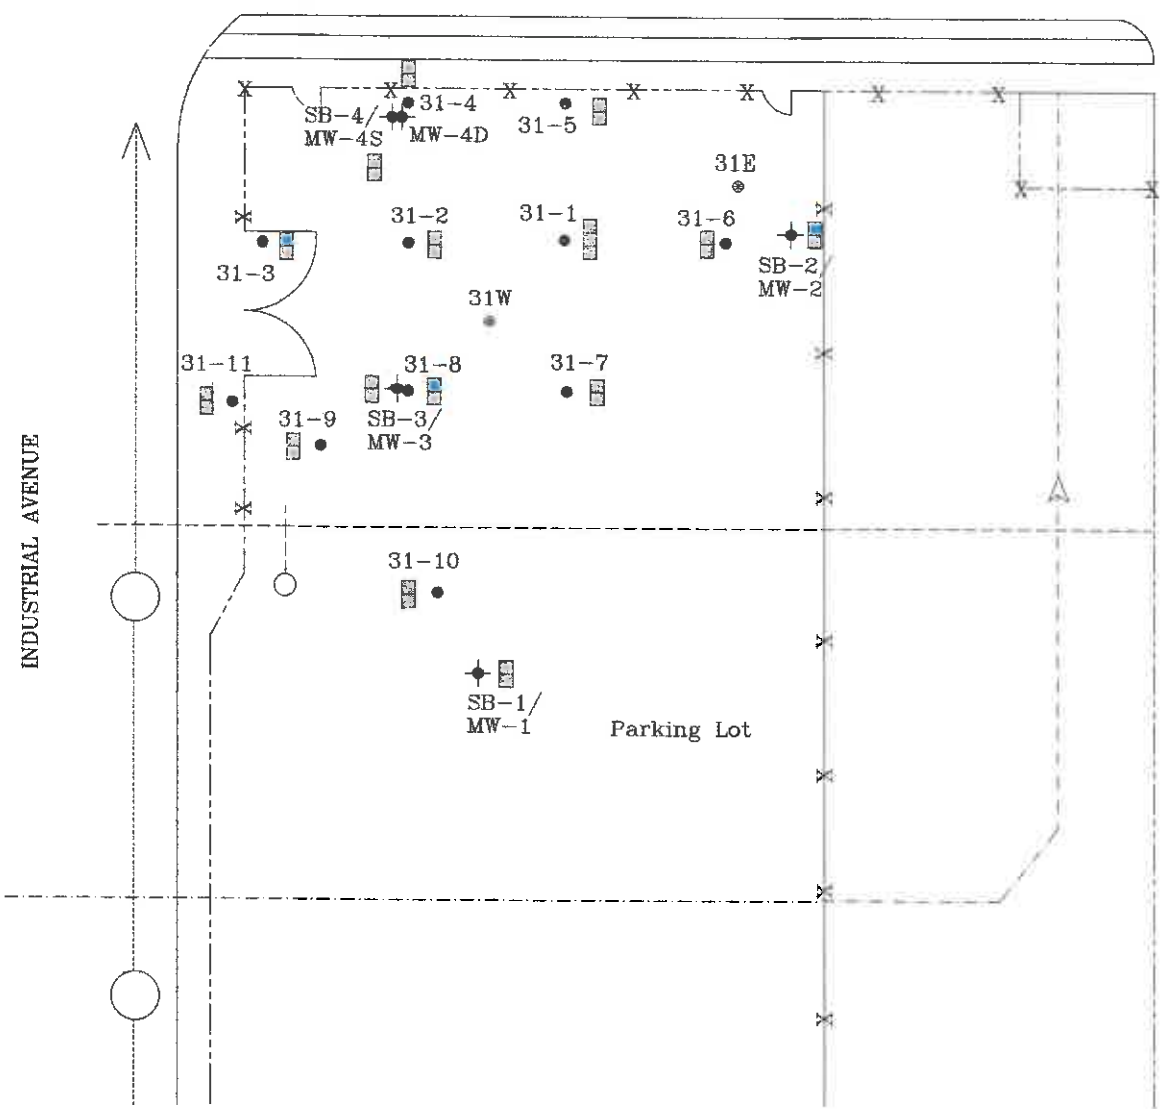 31-4
SB-4/
MW-4S
MW-4D
31-5
31E
31-2
31-1
31-6
31-3
SB-2/
MW-2
31W
31-11
31-8
31-7
31-9
SB-3/
MW-3
INDUSTRIAL AVENUE
31-10
SB-1/
MW-1
Parking Lot